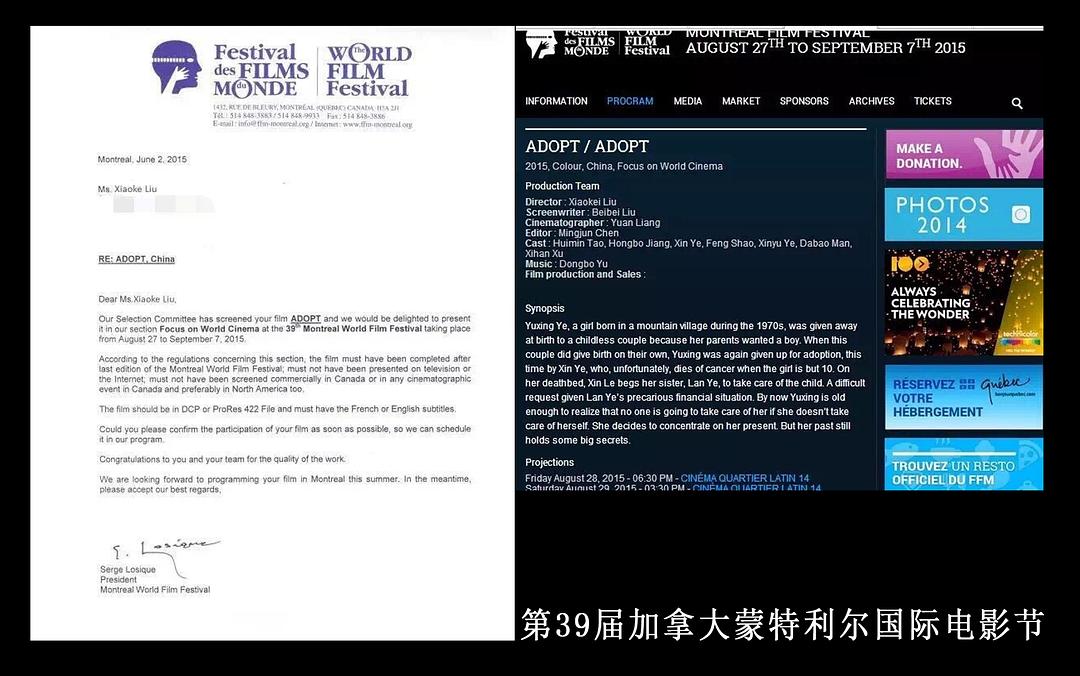 Festival des FILMS du MONDE
The WORLD FILM Festival
1432, RUE DE BLEURY, MONTRÉAL (QUÉBEC) CANADA, H3A 2J1
Tél.: 514 848-3883 / 514 848-9933 Fax : 514 848-3886
E-mail : info@ffm-montreal.org / Internet : www.ffm-montreal.org
Montreal, June 2, 2015
Ms. Xiaoke Liu
RE: ADOPT, China
Dear Ms.Xiaoke Liu,
Our Selection Committee has screened your film ADOPT and we would be delighted to present
it in our section Focus on World Cinema at the 39th Montreal World Film Festival taking place
from August 27 to September 7, 2015.
According to the regulations concerning this section, the film must have been completed after
last edition of the Montreal World Film Festival; must not have been presented on television or
the Internet; must not have been screened commercially in Canada or in any cinematographic
event in Canada and preferably in North America too.
The film should be in DCP or ProRes 422 File and must have the French or English subtitles.
Could you please confirm the participation of your film as soon as possible, so we can schedule
it in our program.
Congratulations to you and your team for the quality of the work.
We are looking forward to programming your film in Montreal this summer. In the meantime,
please accept our best regards,
S. Losique
Serge Losique
President
Montreal World Film Festival
Festival des FILMS du MONDE
The WORLD FILM Festival
MONTREAL FILM FESTIVAL
AUGUST 27TH TO SEPTEMBER 7TH 2015
INFORMATION PROGRAM MEDIA MARKET SPONSORS ARCHIVES TICKETS
ADOPT / ADOPT
2015, Colour, China, Focus on World Cinema
Production Team
Director : Xiaokei Liu
Screenwriter : Beibei Liu
Cinematographer : Yuan Liang
Editor : Mingjun Chen
Cast : Huimin Tao, Hongbo Jiang, Xin Ye, Feng Shao, Xinyu Ye, Dabao Man,
Xihan Xu
Music : Dongbo Yu
Film production and Sales :
Synopsis
Yuxing Ye, a girl born in a mountain village during the 1970s, was given away
at birth to a childless couple because her parents wanted a boy. When this
couple did give birth on their own, Yuxing was again given up for adoption, this
time by Xin Ye, who, unfortunately, dies of cancer when the girl is but 10. On
her deathbed, Xin Le begs her sister, Lan Ye, to take care of the child. A difficult
request given Lan Ye's precarious financial situation. By now Yuxing is old
enough to realize that no one is going to take care of her if she doesn't take
care of herself. She decides to concentrate on her present. But her past still
holds some big secrets.
Projections
Friday August 28, 2015 - 06:30 PM - CINÉMA QUARTIER LATIN 14
Saturday August 29, 2015 - 03:30 PM - CINÉMA QUARTIER LATIN 14
MAKE A
DONATION.
PHOTOS
2014
100
ALWAYS
CELEBRATING
THE WONDER
technicolor
RÉSERVEZ
VOTRE
HÉBERGEMENT
Québec
bonjourquebec.com
TROUVEZ UN RESTO
OFFICIEL DU FFM
第39届加拿大蒙特利尔国际电影节